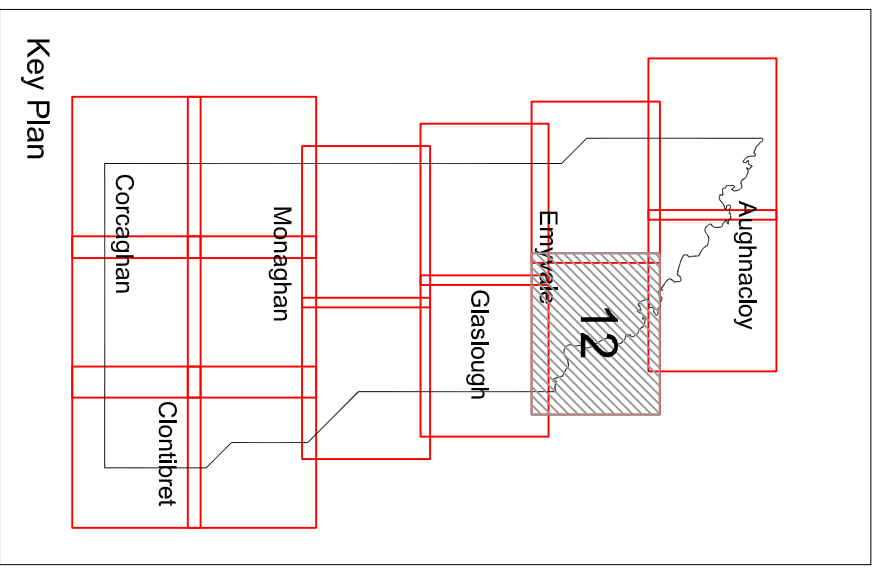 Aughnacloy
Emyvale
12
Glaslough
Monaghan
Corcaghan
Clontibret
Key Plan